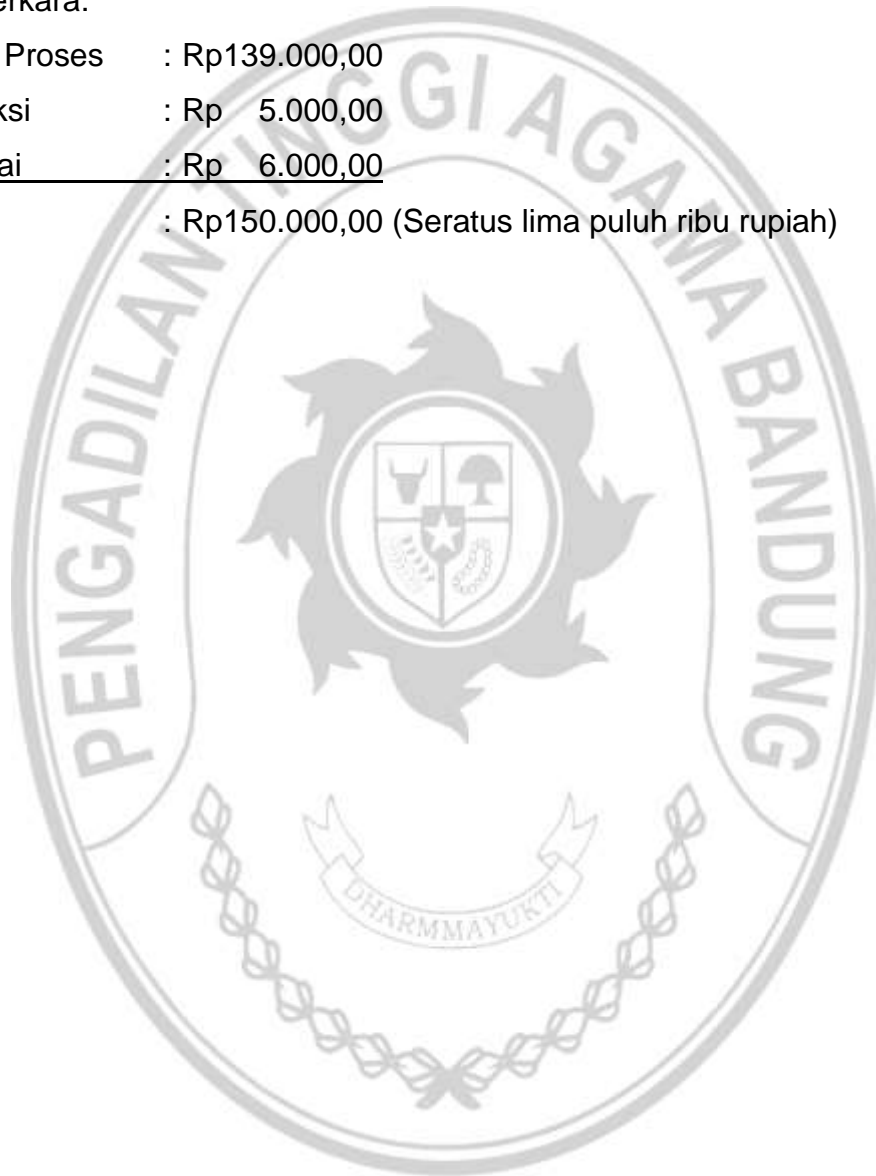 erkara:
Proses : Rp139.000,00
ksi : Rp 5.000,00
ai : Rp 6.000,00
: Rp150.000,00 (Seratus lima puluh ribu rupiah)
PENGADILAN TINGGI AGAMA BANDUNG
DHARMMAYUKTI